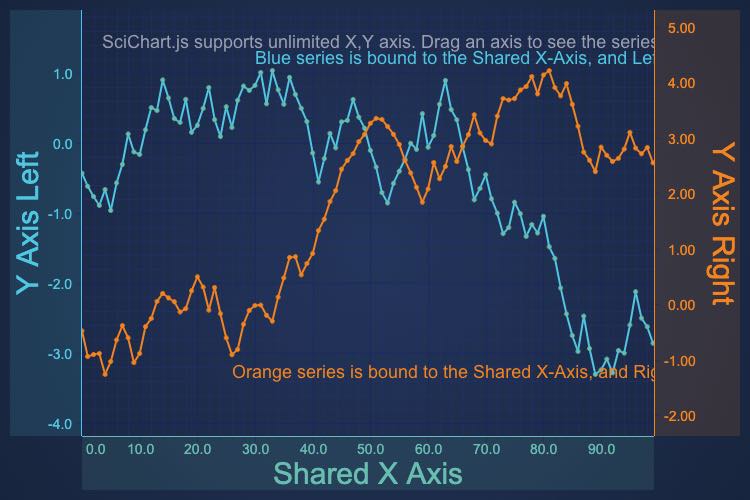 SciChart.js supports unlimited X,Y axis. Drag an axis to see the series
Blue series is bound to the Shared X-Axis, and Le
Orange series is bound to the Shared X-Axis, and Rig
Y Axis Left
1.0
0.0
-1.0
-2.0
-3.0
-4.0
5.00
4.00
3.00
2.00
1.00
0.00
-1.00
-2.00
Y Axis Right
0.0 10.0 20.0 30.0 40.0 50.0 60.0 70.0 80.0 90.0
Shared X Axis